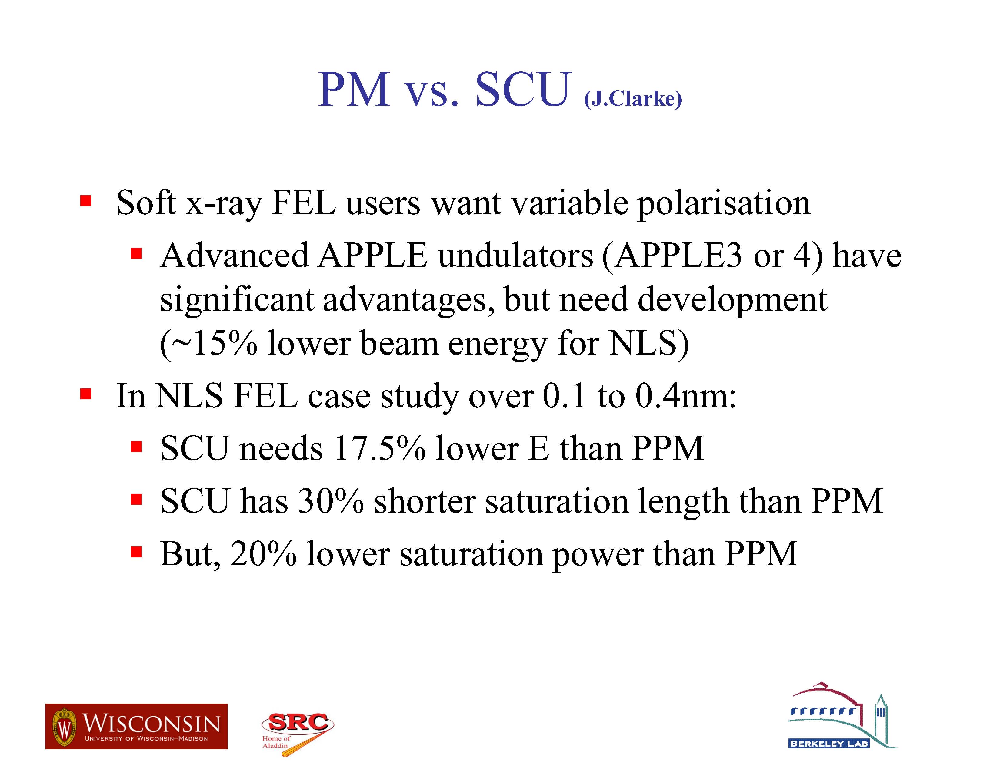 PM vs. SCU (J.Clarke)
Soft x-ray FEL users want variable polarisation
Advanced APPLE undulators (APPLE3 or 4) have
significant advantages, but need development
(~15% lower beam energy for NLS)
In NLS FEL case study over 0.1 to 0.4nm:
SCU needs 17.5% lower E than PPM
SCU has 30% shorter saturation length than PPM
But, 20% lower saturation power than PPM
W WISCONSIN
UNIVERSITY OF WISCONSIN–MADISON
SRC
Home of
Aladdin
BERKELEY LAB